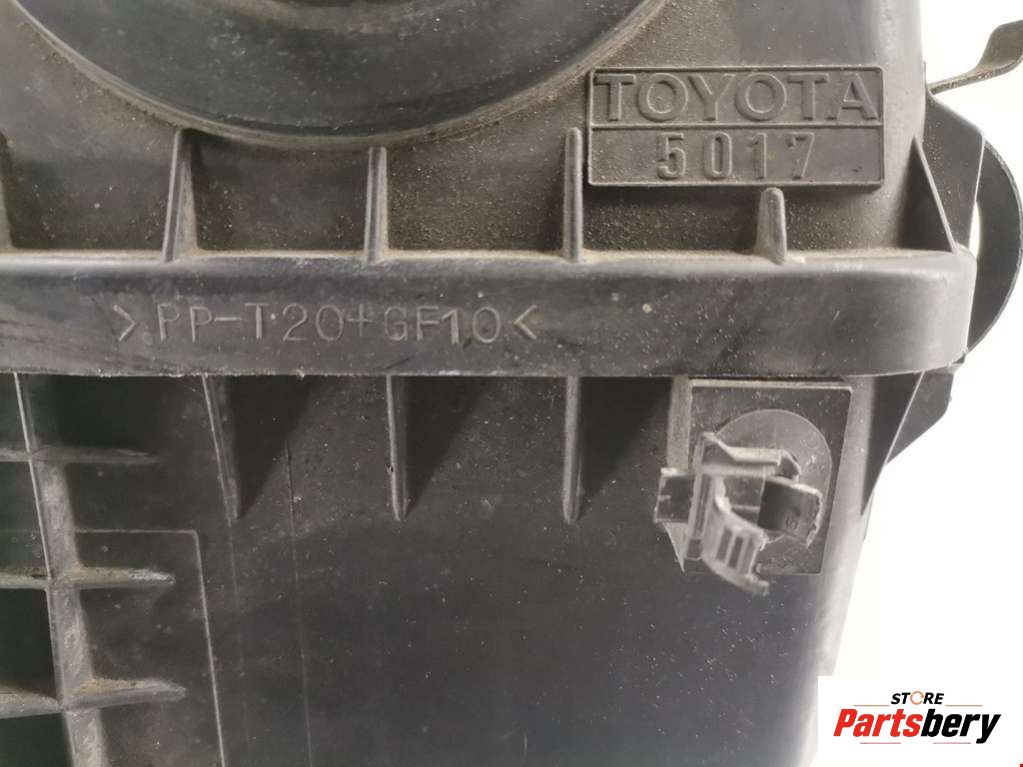 TOYOTA
5017
>PP-T20+GF10<
STORE
Partsbery